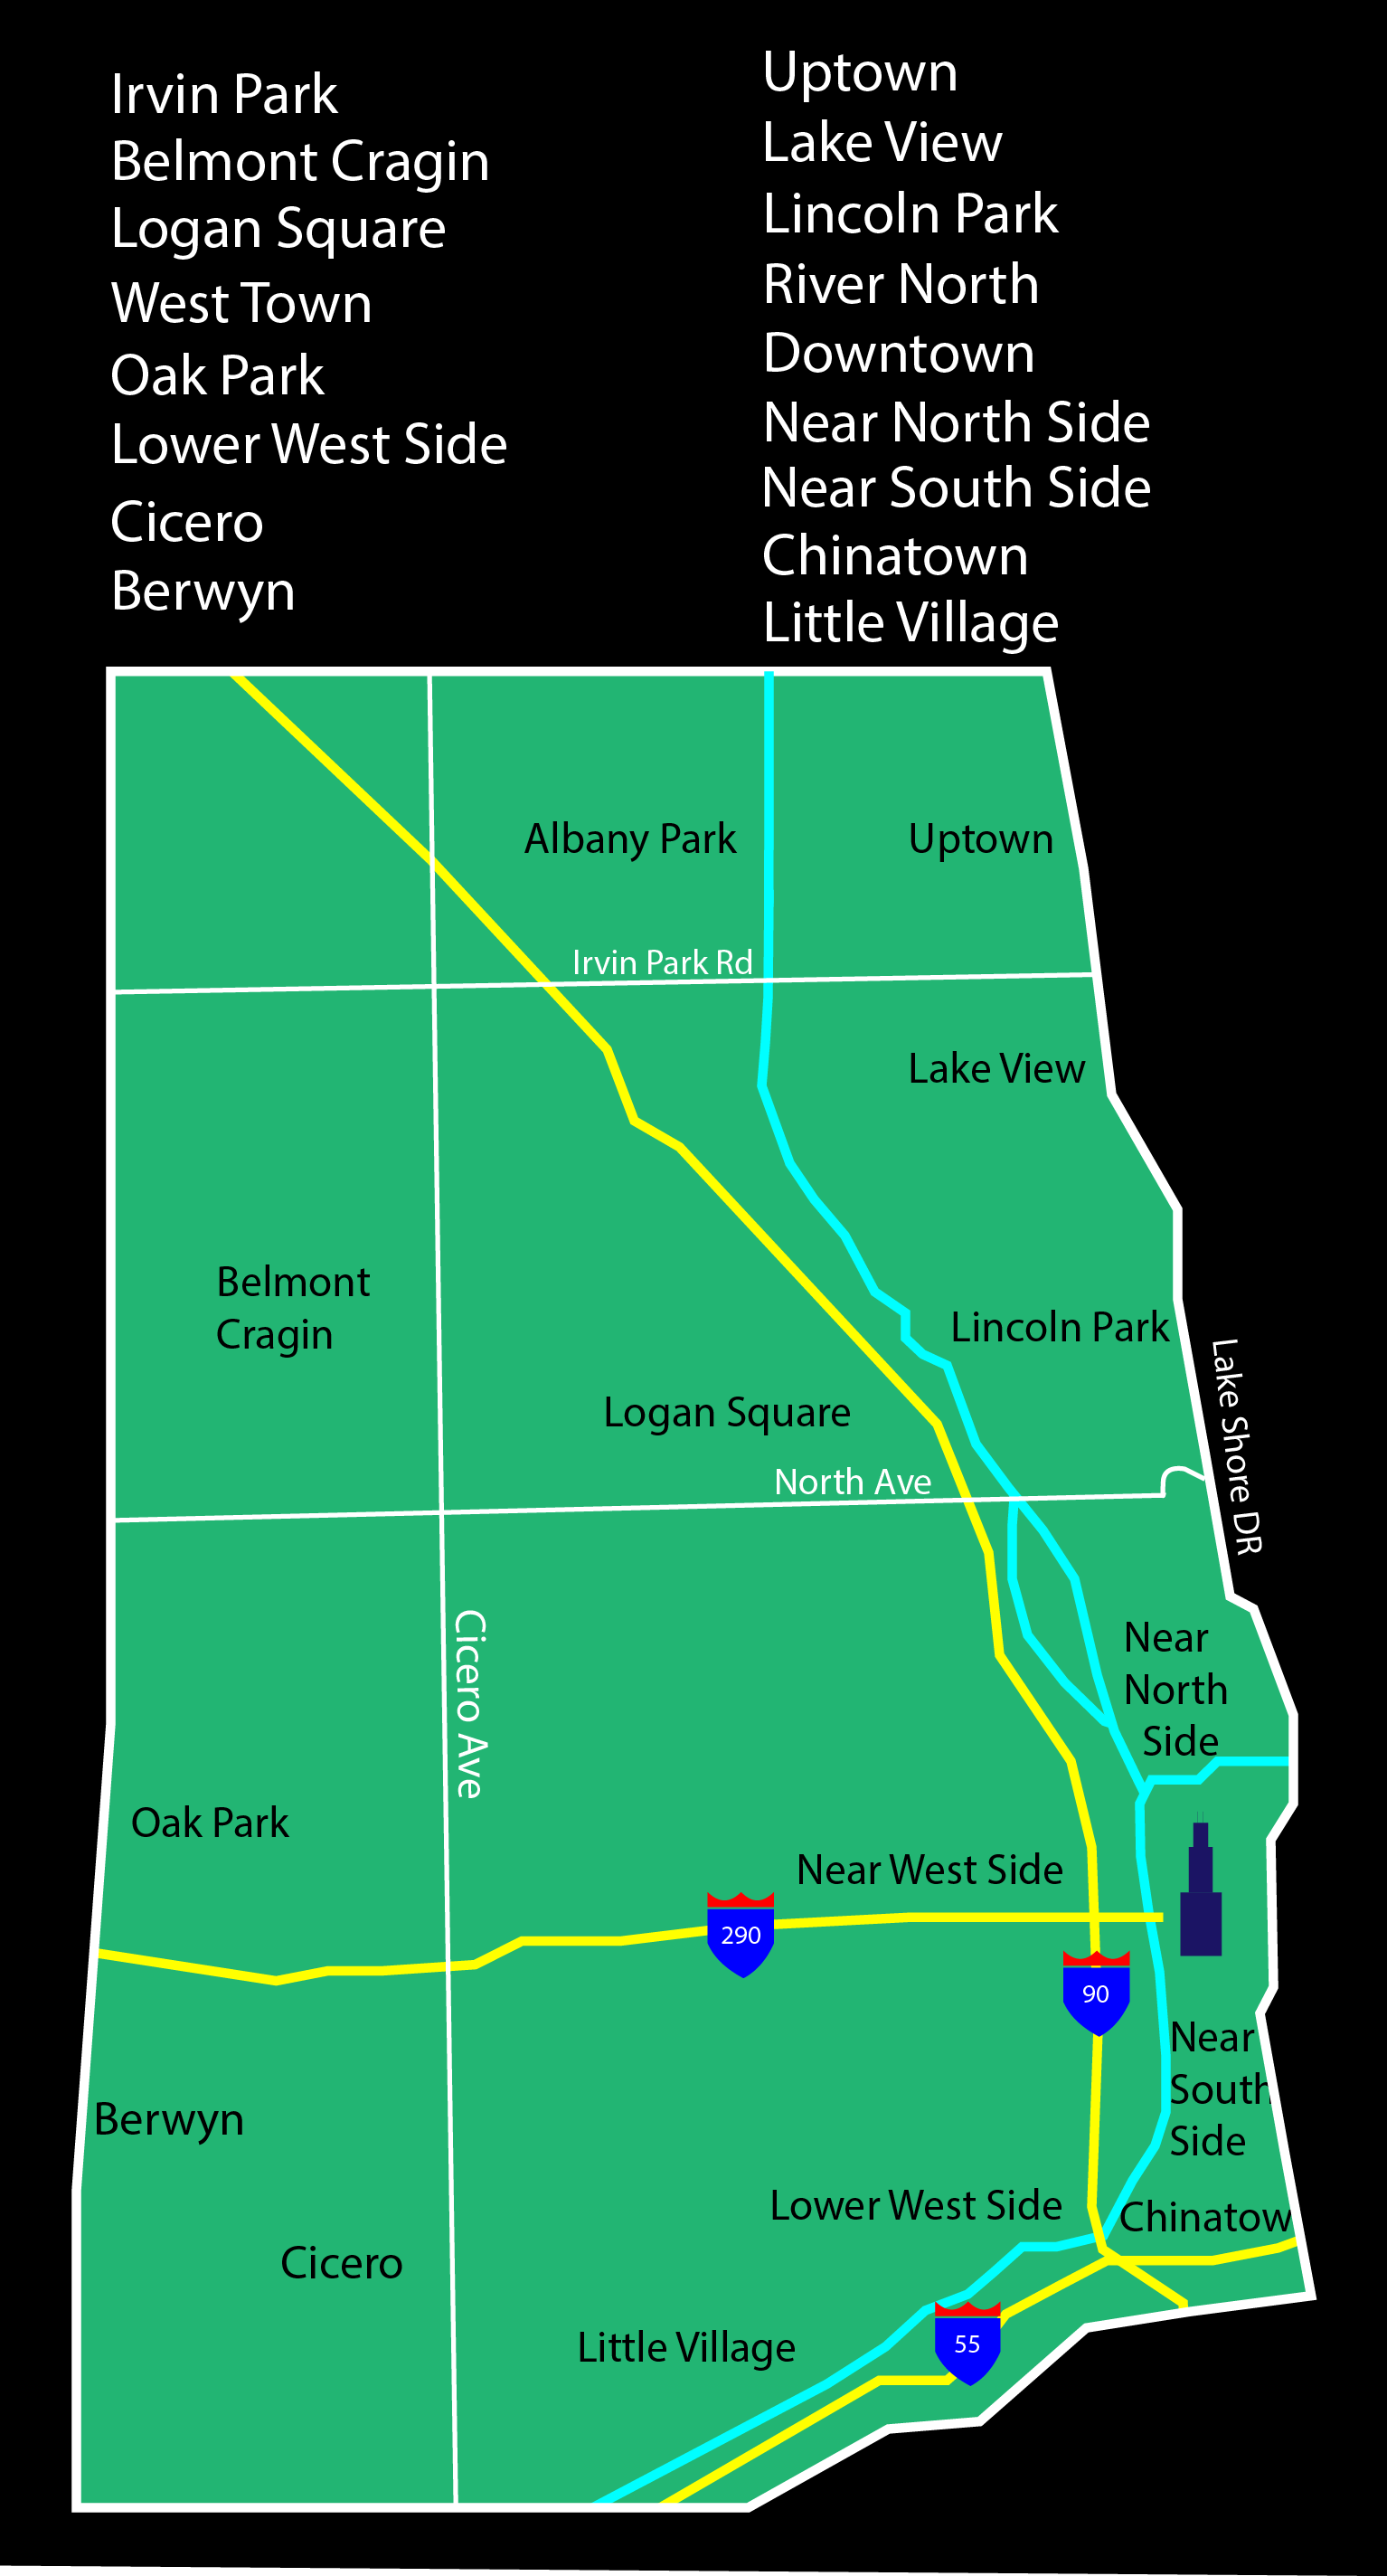 Irvin Park
Belmont Cragin
Logan Square
West Town
Oak Park
Lower West Side
Cicero
Berwyn
Uptown
Lake View
Lincoln Park
River North
Downtown
Near North Side
Near South Side
Chinatown
Little Village
Albany Park
Uptown
Irvin Park Rd
Lake View
Belmont
Cragin
Lincoln Park
Lake Shore DR
Logan Square
North Ave
Cicero Ave
Near
North
Side
Oak Park
Near West Side
290
90
Near
South
Side
Berwyn
Lower West Side
Chinatow
Cicero
Little Village
55